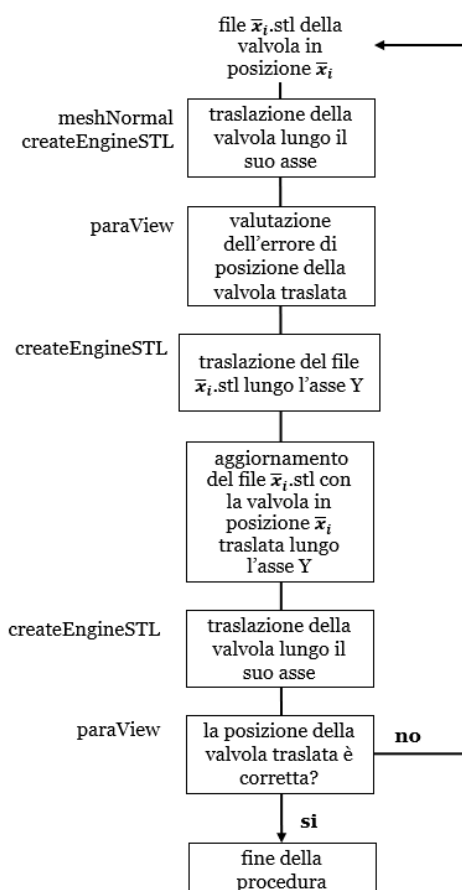 file x̄ᵢ.stl della
valvola in
posizione x̄ᵢ
meshNormal
createEngineSTL
traslazione della
valvola lungo il
suo asse
paraView
valutazione
dell'errore di
posizione della
valvola traslata
createEngineSTL
traslazione del file
x̄ᵢ.stl lungo l'asse Y
aggiornamento
del file x̄ᵢ.stl con
la valvola in
posizione x̄ᵢ
traslata lungo
l'asse Y
createEngineSTL
traslazione della
valvola lungo il
suo asse
paraView
la posizione della
valvola traslata è
corretta?
no
si
fine della
procedura